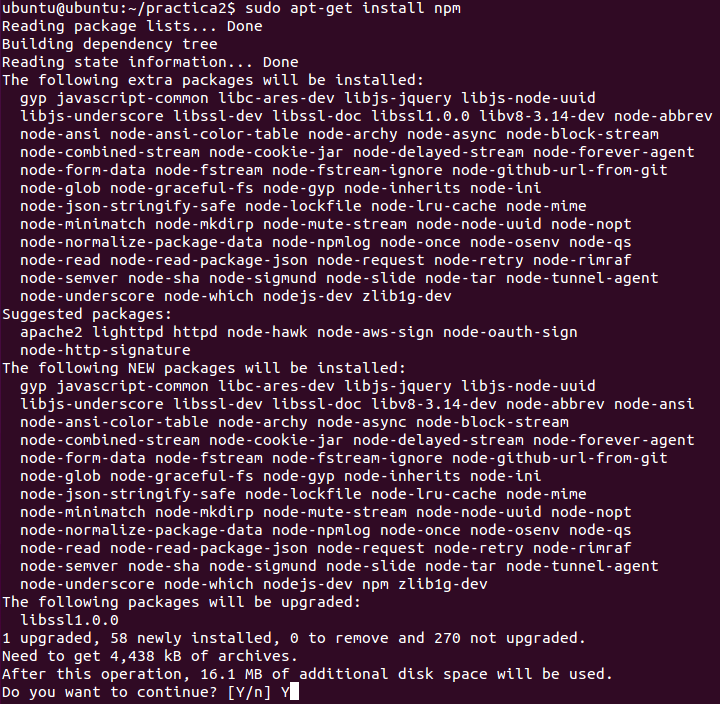 ubuntu@ubuntu:~/practica2$ sudo apt-get install npm
Reading package lists... Done
Building dependency tree
Reading state information... Done
The following extra packages will be installed:
  gyp javascript-common libc-ares-dev libjs-jquery libjs-node-uuid
  libjs-underscore libssl-dev libssl-doc libssl1.0.0 libv8-3.14-dev node-abbrev
  node-ansi node-ansi-color-table node-archy node-async node-block-stream
  node-combined-stream node-cookie-jar node-delayed-stream node-forever-agent
  node-form-data node-fstream node-fstream-ignore node-github-url-from-git
  node-glob node-graceful-fs node-gyp node-inherits node-ini
  node-json-stringify-safe node-lockfile node-lru-cache node-mime
  node-minimatch node-mkdirp node-mute-stream node-node-uuid node-nopt
  node-normalize-package-data node-npmlog node-once node-osenv node-qs
  node-read node-read-package-json node-request node-retry node-rimraf
  node-semver node-sha node-sigmund node-slide node-tar node-tunnel-agent
  node-underscore node-which nodejs-dev zlib1g-dev
Suggested packages:
  apache2 lighttpd httpd node-hawk node-aws-sign node-oauth-sign
  node-http-signature
The following NEW packages will be installed:
  gyp javascript-common libc-ares-dev libjs-jquery libjs-node-uuid
  libjs-underscore libssl-dev libssl-doc libv8-3.14-dev node-abbrev node-ansi
  node-ansi-color-table node-archy node-async node-block-stream
  node-combined-stream node-cookie-jar node-delayed-stream node-forever-agent
  node-form-data node-fstream node-fstream-ignore node-github-url-from-git
  node-glob node-graceful-fs node-gyp node-inherits node-ini
  node-json-stringify-safe node-lockfile node-lru-cache node-mime
  node-minimatch node-mkdirp node-mute-stream node-node-uuid node-nopt
  node-normalize-package-data node-npmlog node-once node-osenv node-qs
  node-read node-read-package-json node-request node-retry node-rimraf
  node-semver node-sha node-sigmund node-slide node-tar node-tunnel-agent
  node-underscore node-which nodejs-dev npm zlib1g-dev
The following packages will be upgraded:
  libssl1.0.0
1 upgraded, 58 newly installed, 0 to remove and 270 not upgraded.
Need to get 4,438 kB of archives.
After this operation, 16.1 MB of additional disk space will be used.
Do you want to continue? [Y/n] Y